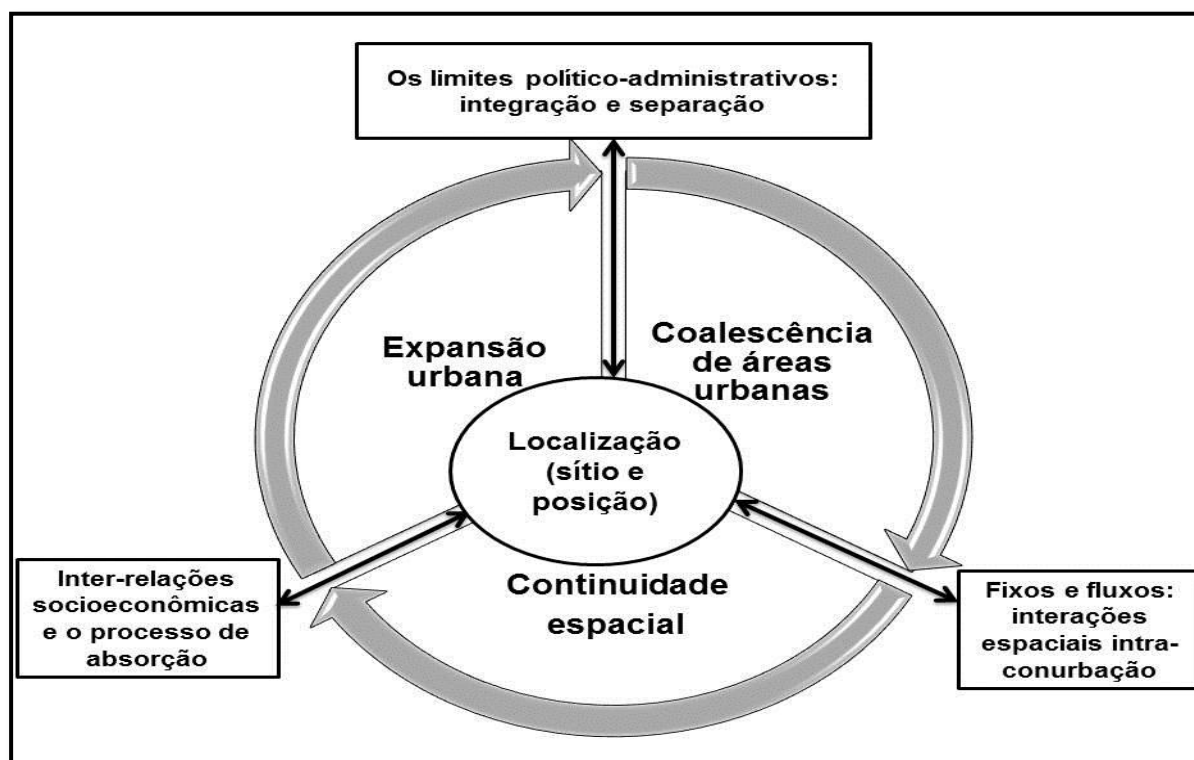 Os limites político-administrativos:
integração e separação
Expansão
urbana
Coalescência
de áreas
urbanas
Localização
(sítio e
posição)
Continuidade
espacial
Inter-relações
socioeconômicas
e o processo de
absorção
Fixos e fluxos:
interações
espaciais intra-
conurbação